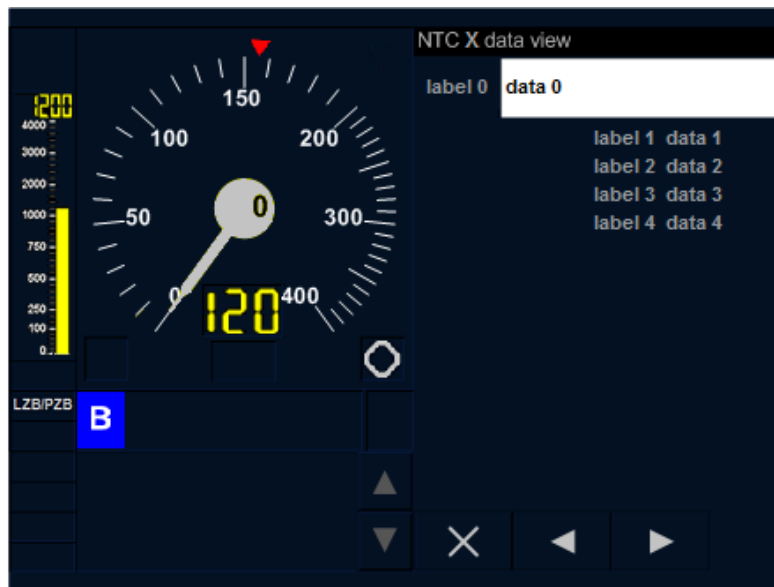 NTC X data view
label 0 data 0
label 1 data 1
label 2 data 2
label 3 data 3
label 4 data 4
1200
4000
3000
2000
1000
750
500
250
100
0
0
50
100
150
200
300
400
0
120
LZB/PZB
B